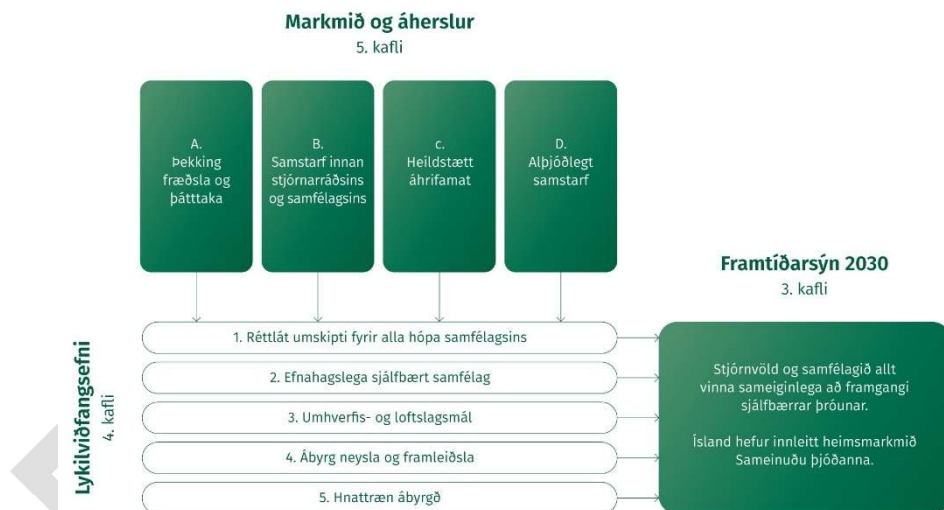 Markmið og áherslur
5. kafli
A.
Þekking
fræðsla og
þátttaka
B.
Samstarf innan
stjórnarráðsins
og samfélagsins
c.
Heildstætt
áhrifamat
D.
Alþjóðlegt
samstarf
Framtíðarsýn 2030
3. kafli
Lykilviðfangsefni
4. kafli
1. Réttlát umskipti fyrir alla hópa samfélagsins
2. Efnahagslega sjálfbært samfélag
3. Umhverfis- og loftslagsmál
4. Ábyrg neysla og framleiðsla
5. Hnattræn ábyrgð
Stjórnvöld og samfélagið allt
vinna sameiginlega að framgangi
sjálfbærrar þróunar.
Ísland hefur innleitt heimsmarkmið
Sameinuðu þjóðanna.